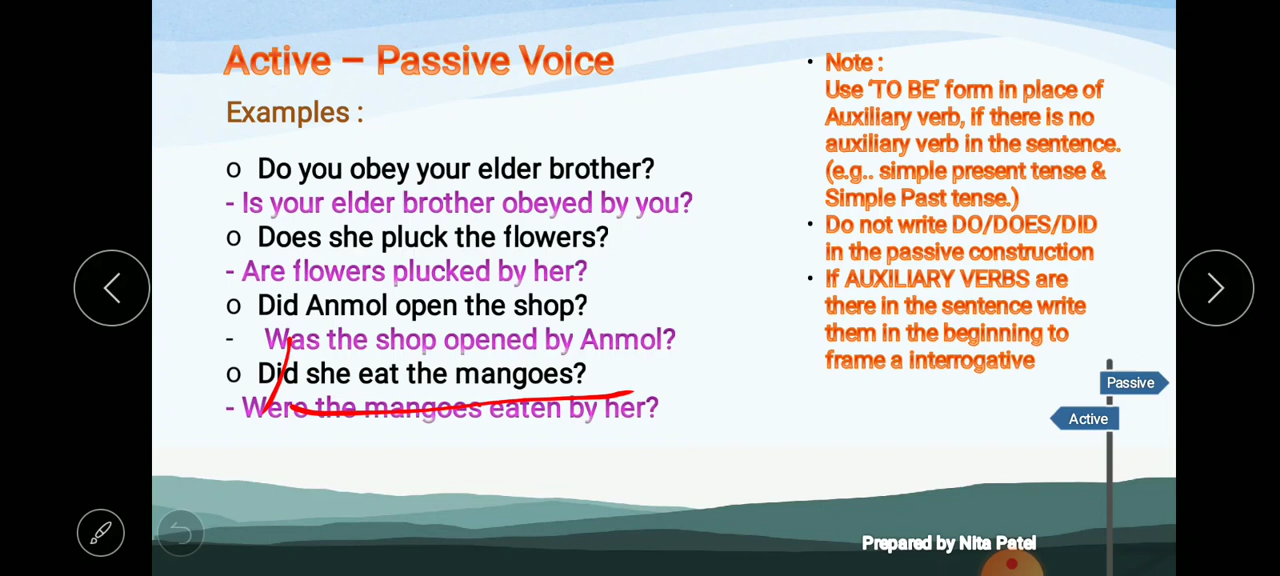 Active – Passive Voice
Examples :
o Do you obey your elder brother?
- Is your elder brother obeyed by you?
o Does she pluck the flowers?
- Are flowers plucked by her?
o Did Anmol open the shop?
- Was the shop opened by Anmol?
o Did she eat the mangoes?
- Were the mangoes eaten by her?
• Note :
Use ‘TO BE’ form in place of
Auxiliary verb, if there is no
auxiliary verb in the sentence.
(e.g.. simple present tense &
Simple Past tense.)
• Do not write DO/DOES/DID
in the passive construction
• If AUXILIARY VERBS are
there in the sentence write
them in the beginning to
frame a interrogative
Passive
Active
Prepared by Nita Patel